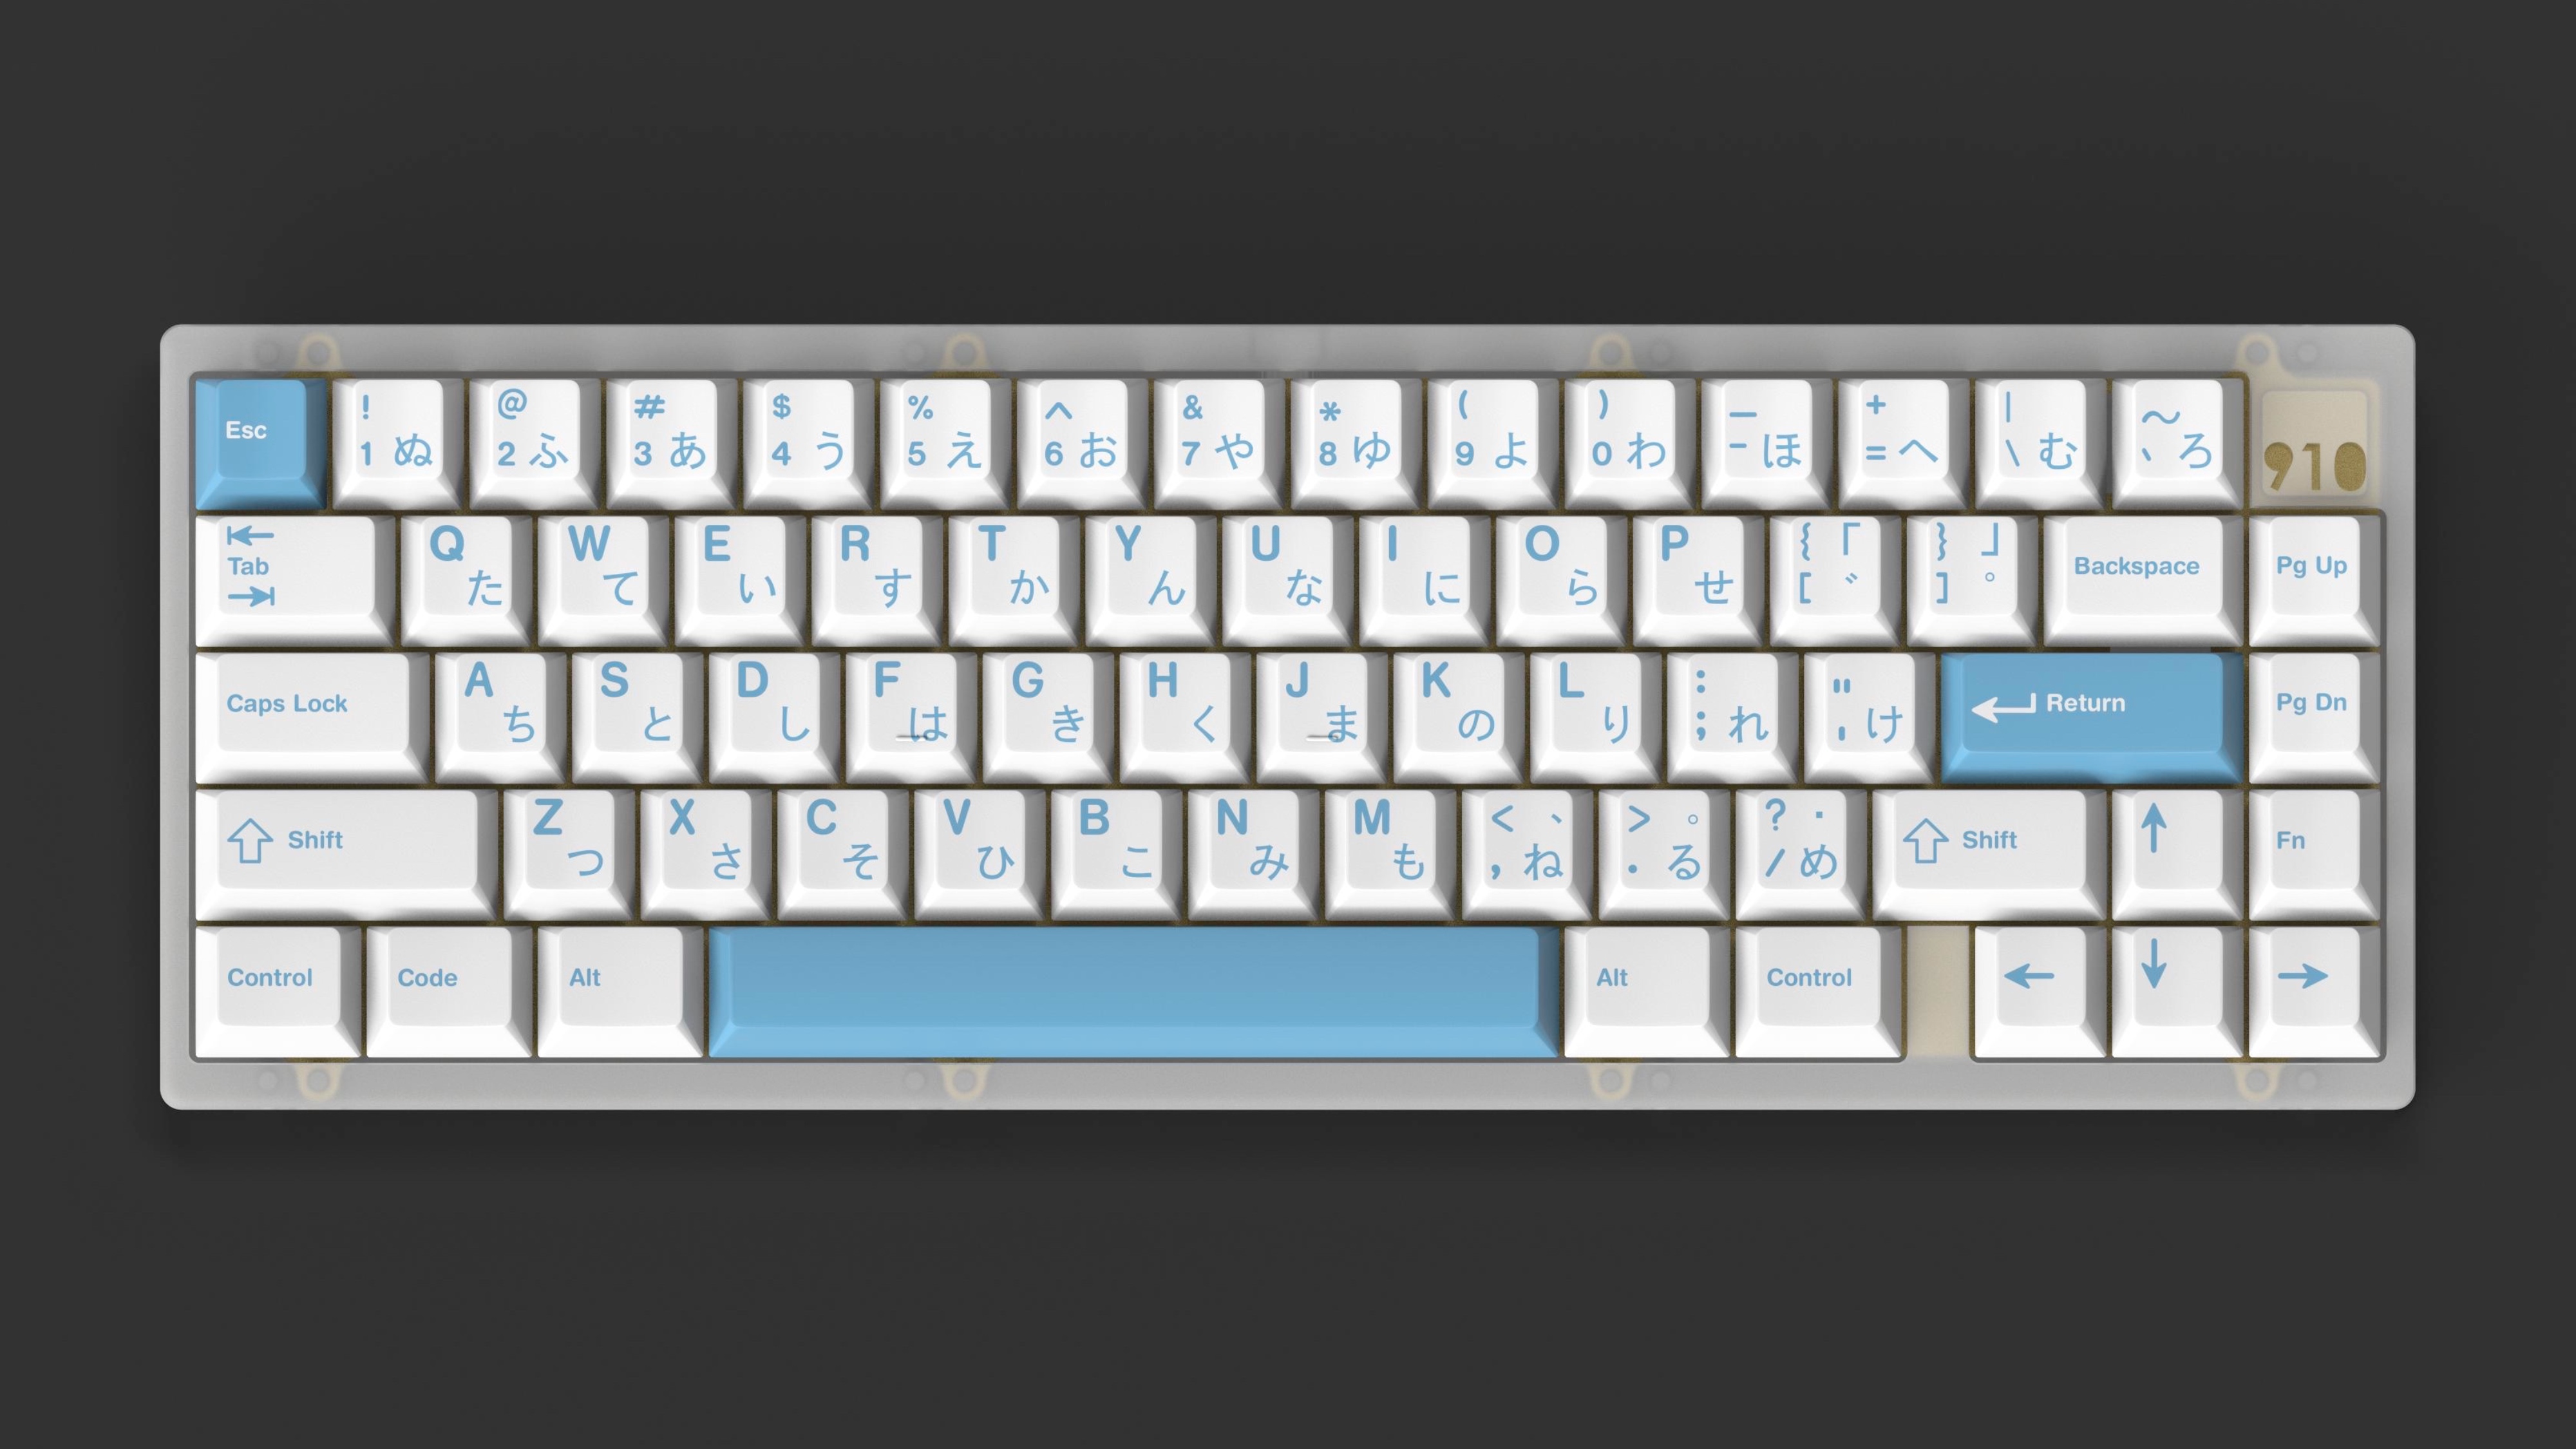 Esc ! 1 ぬ @ 2 ふ # 3 あ $ 4 う % 5 え ^ 6 お & 7 や * 8 ゆ ( 9 よ ) 0 わ _ - ほ + = へ | \ む ~ ` ろ 910
Tab Q た W て E い R す T か Y ん U な I に O ら P せ { 「 [ ゛ } 」 ] ゜ Backspace Pg Up
Caps Lock A ち S と D し F は G き H く J ま K の L り : ; れ " ' け Return Pg Dn
Shift Z つ X さ C そ V ひ B こ N み M も < 、 , ね > 。 . る ? ・ / め Shift ↑ Fn
Control Code Alt Alt Control ← ↓ →